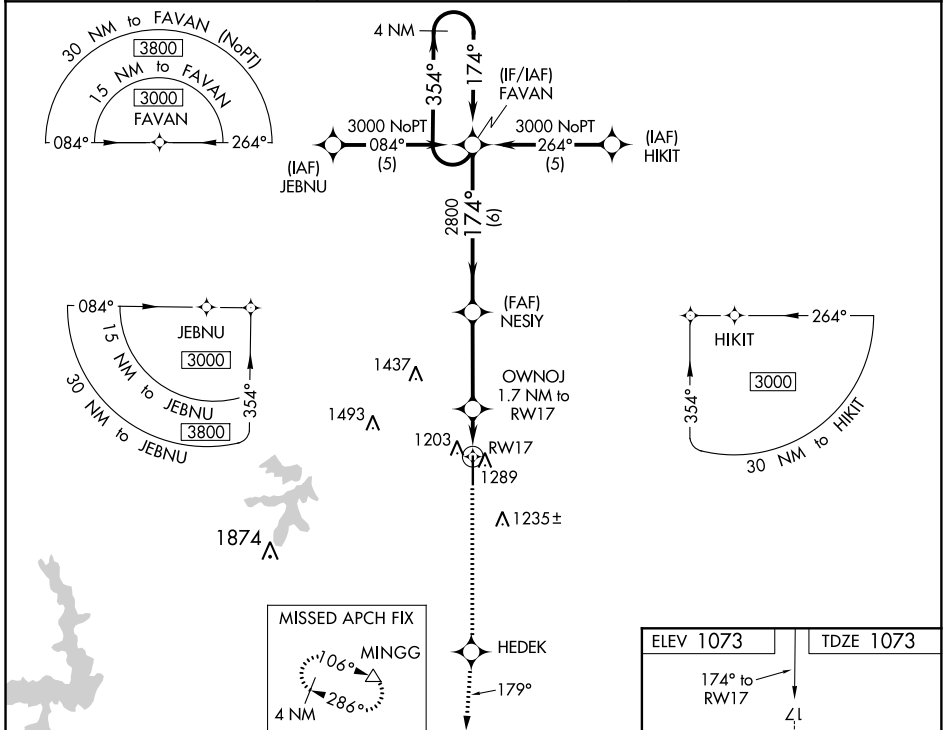 30 NM to FAVAN (NoPT)
3800
15 NM to FAVAN
3000
FAVAN
084°
264°
4 NM
354°
174°
(IF/IAF)
FAVAN
3000 NoPT
084°
(5)
(IAF)
JEBNU
3000 NoPT
264°
(5)
(IAF)
HIKIT
2800
174°
(6)
(FAF)
NESIY
084°
JEBNU
3000
15 NM to JEBNU
3800
30 NM to JEBNU
354°
264°
HIKIT
3000
354°
30 NM to HIKIT
1437
1493
OWNOJ
1.7 NM to
RW17
1203
RW17
1289
1235±
1874
MISSED APCH FIX
106°
MINGG
286°
4 NM
HEDEK
179°
ELEV 1073
TDZE 1073
174° to
RW17
17